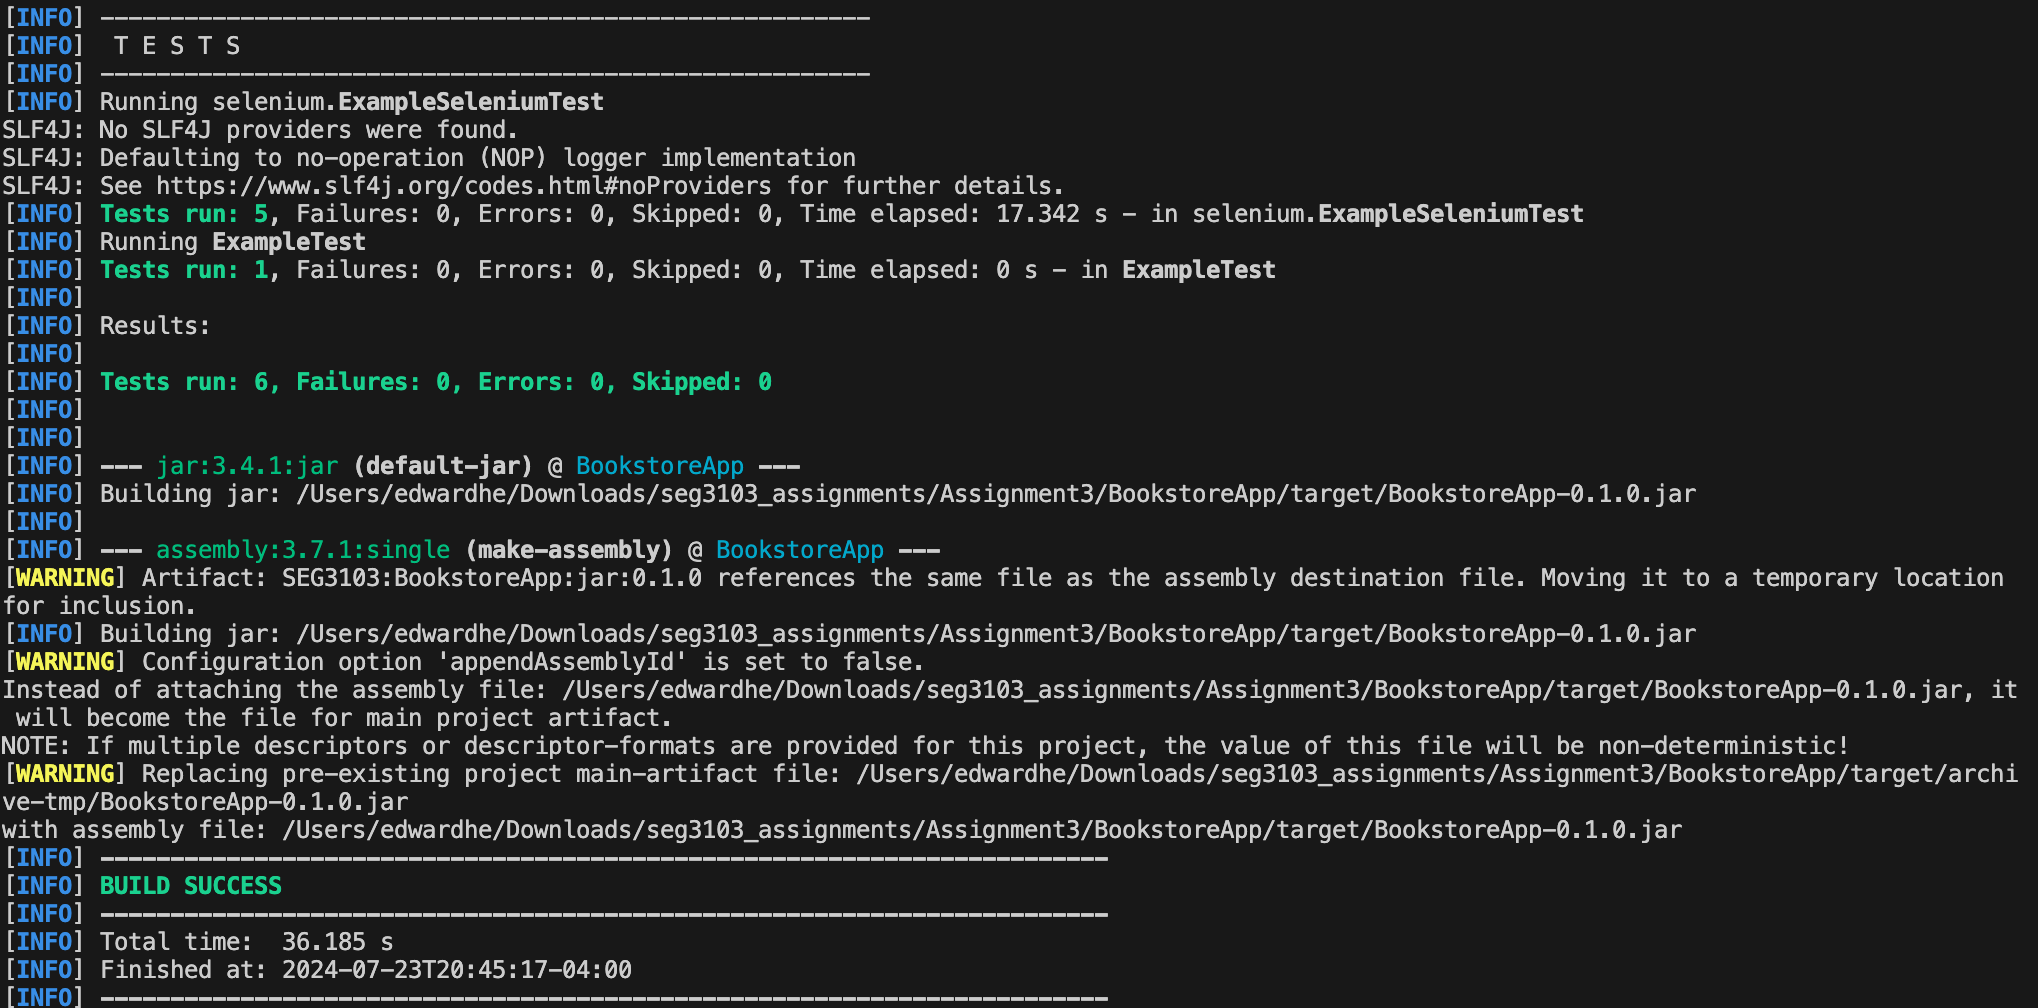 [INFO] -------------------------------------------------------
[INFO]  T E S T S
[INFO] -------------------------------------------------------
[INFO] Running selenium.ExampleSeleniumTest
SLF4J: No SLF4J providers were found.
SLF4J: Defaulting to no-operation (NOP) logger implementation
SLF4J: See https://www.slf4j.org/codes.html#noProviders for further details.
[INFO] Tests run: 5, Failures: 0, Errors: 0, Skipped: 0, Time elapsed: 17.342 s - in selenium.ExampleSeleniumTest
[INFO] Running ExampleTest
[INFO] Tests run: 1, Failures: 0, Errors: 0, Skipped: 0, Time elapsed: 0 s - in ExampleTest
[INFO]
[INFO] Results:
[INFO]
[INFO] Tests run: 6, Failures: 0, Errors: 0, Skipped: 0
[INFO]
[INFO]
[INFO] --- jar:3.4.1:jar (default-jar) @ BookstoreApp ---
[INFO] Building jar: /Users/edwardhe/Downloads/seg3103_assignments/Assignment3/BookstoreApp/target/BookstoreApp-0.1.0.jar
[INFO]
[INFO] --- assembly:3.7.1:single (make-assembly) @ BookstoreApp ---
[WARNING] Artifact: SEG3103:BookstoreApp:jar:0.1.0 references the same file as the assembly destination file. Moving it to a temporary location
for inclusion.
[INFO] Building jar: /Users/edwardhe/Downloads/seg3103_assignments/Assignment3/BookstoreApp/target/BookstoreApp-0.1.0.jar
[WARNING] Configuration option 'appendAssemblyId' is set to false.
Instead of attaching the assembly file: /Users/edwardhe/Downloads/seg3103_assignments/Assignment3/BookstoreApp/target/BookstoreApp-0.1.0.jar, it
 will become the file for main project artifact.
NOTE: If multiple descriptors or descriptor-formats are provided for this project, the value of this file will be non-deterministic!
[WARNING] Replacing pre-existing project main-artifact file: /Users/edwardhe/Downloads/seg3103_assignments/Assignment3/BookstoreApp/target/archi
ve-tmp/BookstoreApp-0.1.0.jar
with assembly file: /Users/edwardhe/Downloads/seg3103_assignments/Assignment3/BookstoreApp/target/BookstoreApp-0.1.0.jar
[INFO] ------------------------------------------------------------------------
[INFO] BUILD SUCCESS
[INFO] ------------------------------------------------------------------------
[INFO] Total time:  36.185 s
[INFO] Finished at: 2024-07-23T20:45:17-04:00
[INFO] ------------------------------------------------------------------------